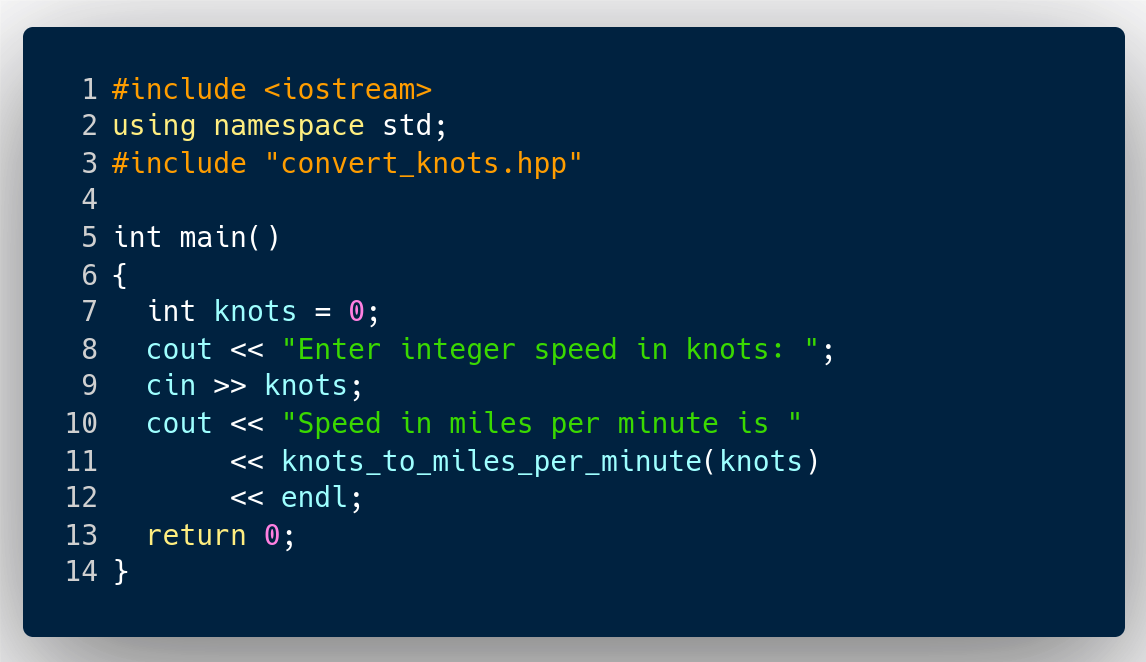 1 #include <iostream>
2 using namespace std;
3 #include "convert_knots.hpp"
4
5 int main()
6 {
7   int knots = 0;
8   cout << "Enter integer speed in knots: ";
9   cin >> knots;
10   cout << "Speed in miles per minute is "
11        << knots_to_miles_per_minute(knots)
12        << endl;
13   return 0;
14 }